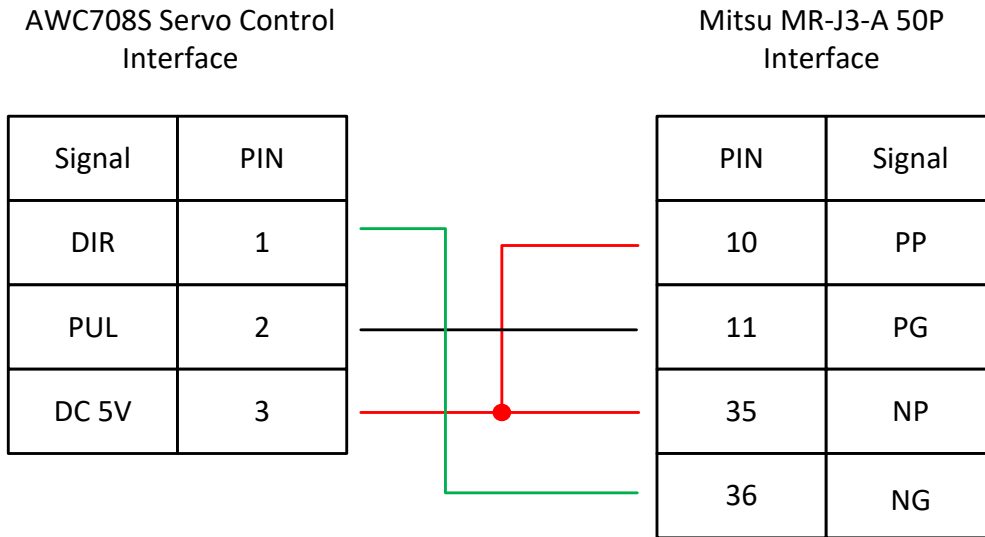 AWC708S Servo Control
Interface
Mitsu MR-J3-A 50P
Interface
Signal PIN
DIR 1
PUL 2
DC 5V 3
PIN Signal
10 PP
11 PG
35 NP
36 NG